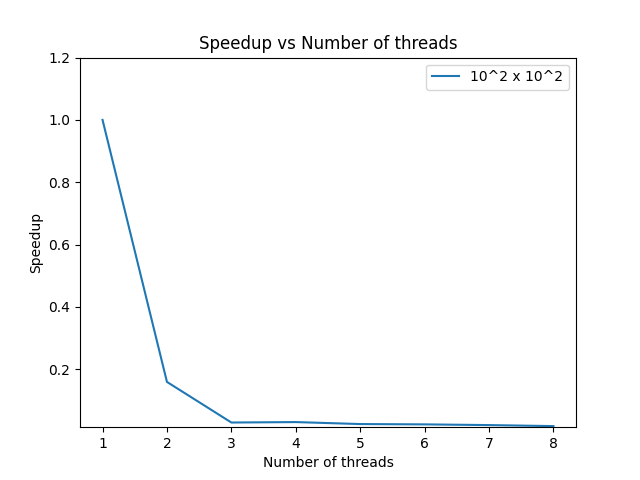 Speedup vs Number of threads
10^2 x 10^2
1.2
1.0
0.8
0.6
0.4
0.2
Speedup
1 2 3 4 5 6 7 8
Number of threads